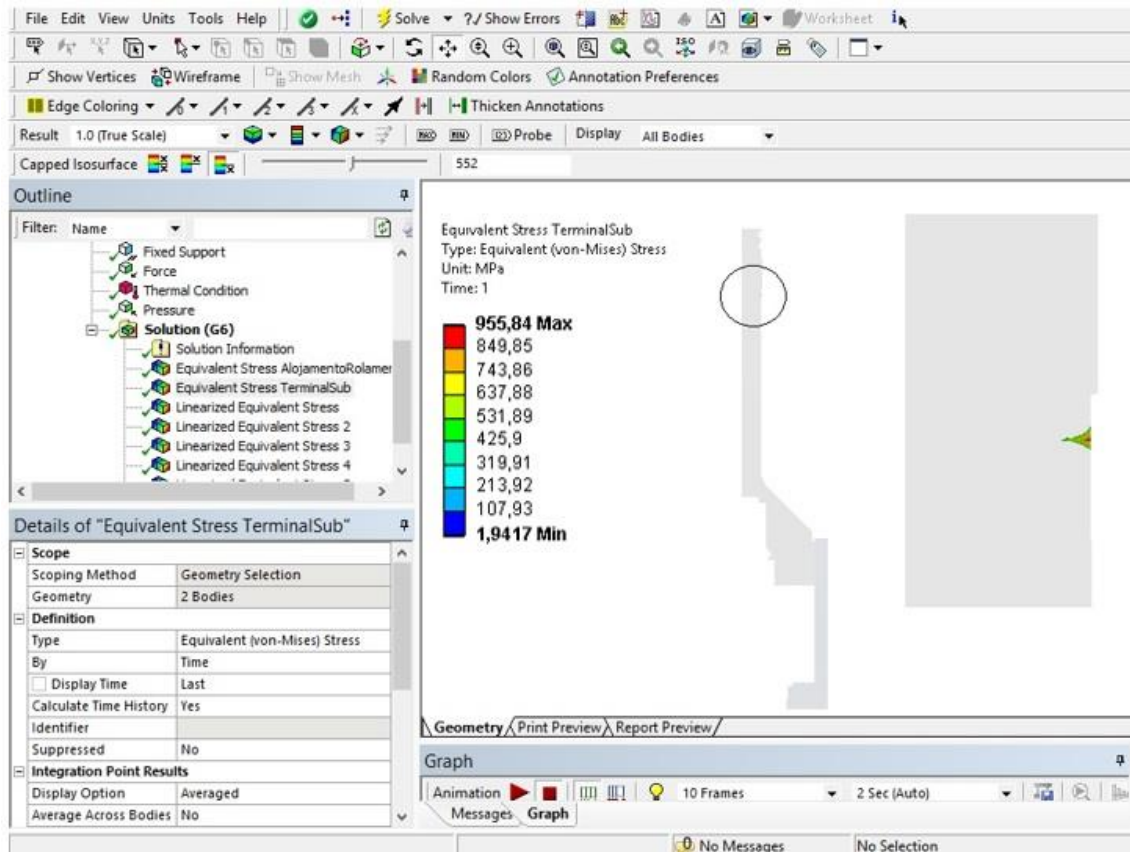 File Edit View Units Tools Help Solve ?/ Show Errors A Worksheet i
ISO
Show Vertices Wireframe Show Mesh Random Colors Annotation Preferences
Edge Coloring Thicken Annotations
Result 1.0 (True Scale) MAX MIN Probe Display All Bodies
Capped Isosurface 552
Outline
Filter: Name
Fixed Support
Force
Thermal Condition
Pressure
Solution (G6)
Solution Information
Equivalent Stress AlojamentoRolamer
Equivalent Stress TerminalSub
Linearized Equivalent Stress
Linearized Equivalent Stress 2
Linearized Equivalent Stress 3
Linearized Equivalent Stress 4
Details of "Equivalent Stress TerminalSub"
Scope
Scoping Method Geometry Selection
Geometry 2 Bodies
Definition
Type Equivalent (von-Mises) Stress
By Time
Display Time Last
Calculate Time History Yes
Identifier
Suppressed No
Integration Point Results
Display Option Averaged
Average Across Bodies No
Equivalent Stress TerminalSub
Type: Equivalent (von-Mises) Stress
Unit: MPa
Time: 1
955,84 Max
849,85
743,86
637,88
531,89
425,9
319,91
213,92
107,93
1,9417 Min
Geometry Print Preview Report Preview
Graph
Animation 10 Frames 2 Sec (Auto)
Messages Graph
No Messages No Selection